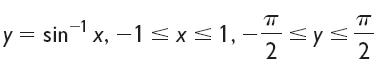 y = sin⁻¹ x, −1 ≤ x ≤ 1, −π/2 ≤ y ≤ π/2